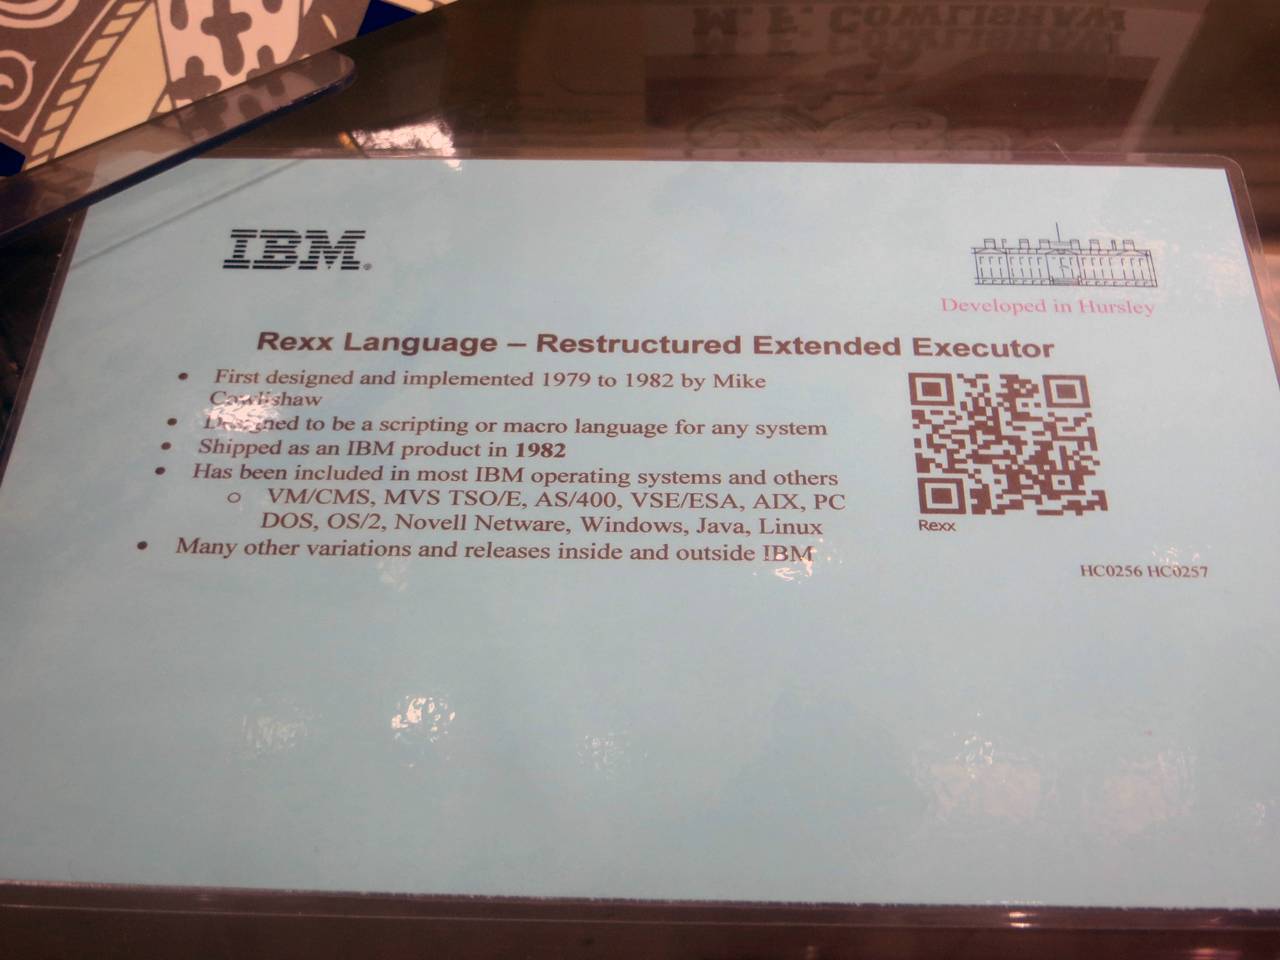 M. F. COWLISHAW
IBM®
Developed in Hursley
Rexx Language – Restructured Extended Executor
• First designed and implemented 1979 to 1982 by Mike
Cowlishaw
• Designed to be a scripting or macro language for any system
• Shipped as an IBM product in 1982
• Has been included in most IBM operating systems and others
o VM/CMS, MVS TSO/E, AS/400, VSE/ESA, AIX, PC
DOS, OS/2, Novell Netware, Windows, Java, Linux
• Many other variations and releases inside and outside IBM
Rexx
HC0256 HC0257